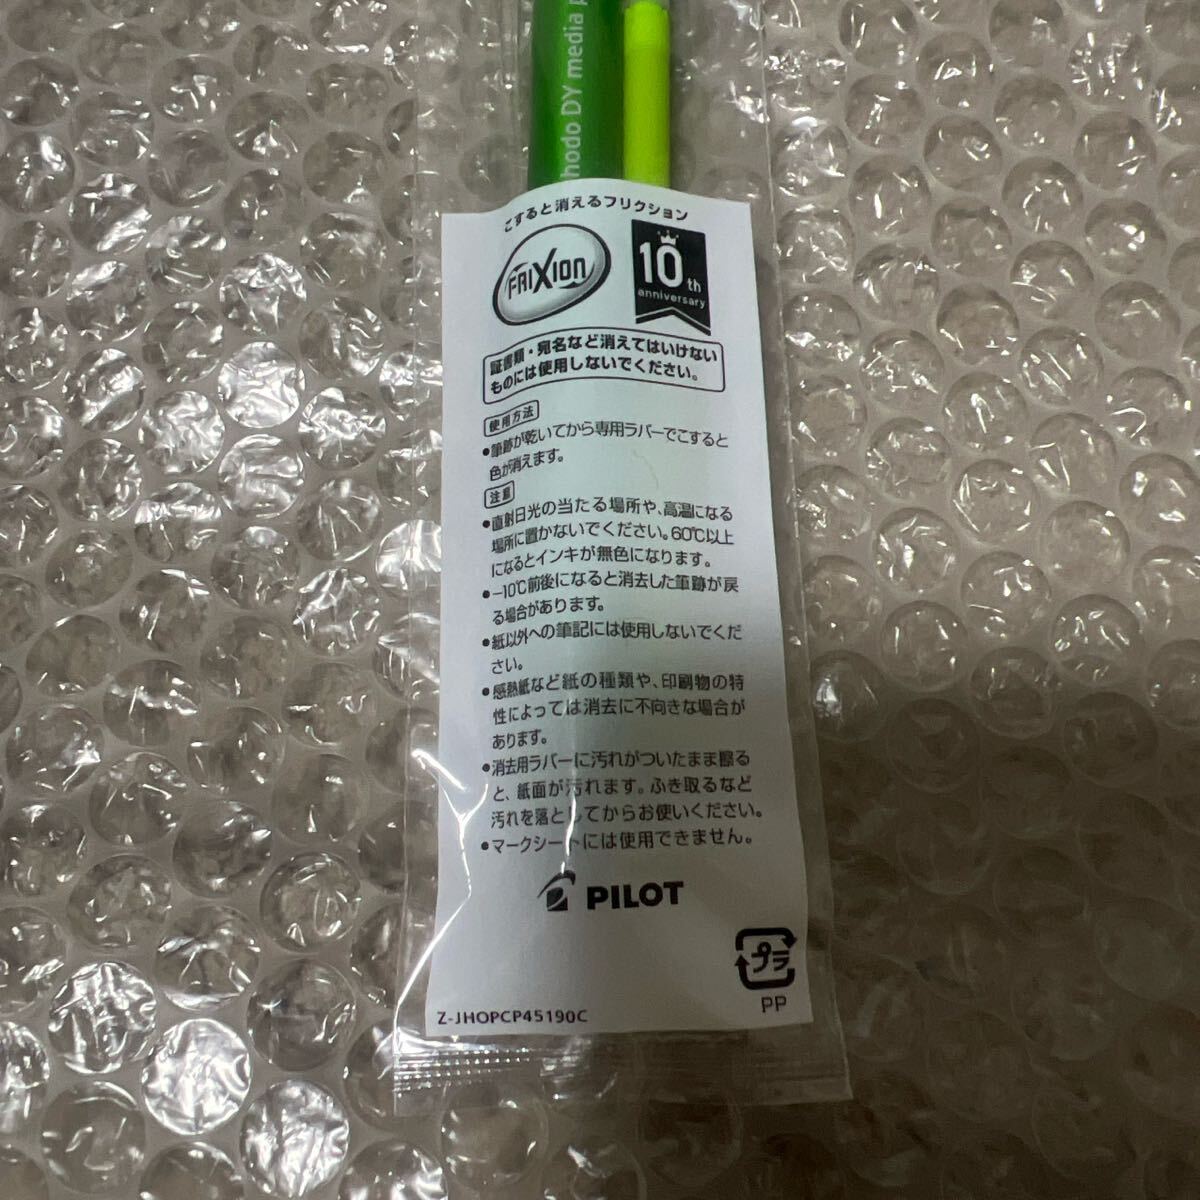 hodo DY media p
こすると消えるフリクション
FRIXION
10th
anniversary
証書類・宛名など消えてはいけない
ものには使用しないでください。
使用方法
●筆跡が乾いてから専用ラバーでこすると
色が消えます。
注意
●直射日光の当たる場所や、高温になる
場所に置かないでください。60℃以上
になるとインキが無色になります。
●-10℃前後になると消去した筆跡が戻
る場合があります。
●紙以外への筆記には使用しないでくだ
さい。
●感熱紙など紙の種類や、印刷物の特
性によっては消去に不向きな場合が
あります。
●消去用ラバーに汚れがついたまま擦る
と、紙面が汚れます。ふき取るなど
汚れを落としてからお使いください。
●マークシートには使用できません。
PILOT
プラ
PP
Z-JHOPCP45190C